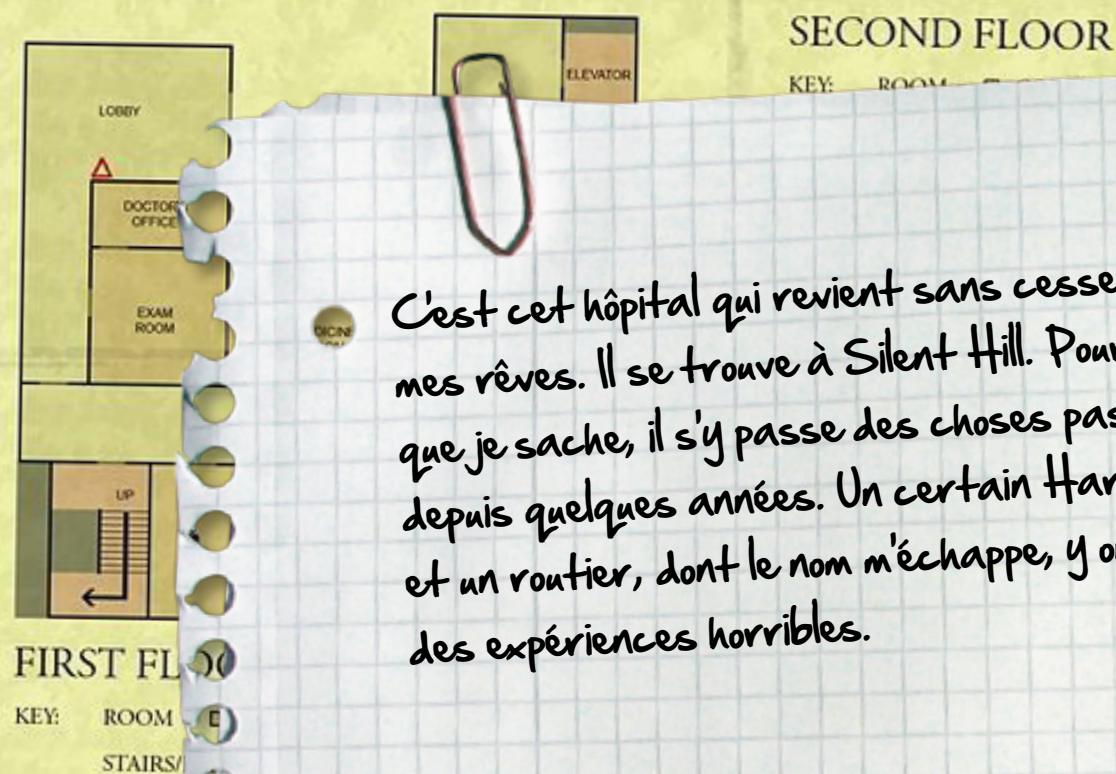 SECOND FLOOR
KEY: ROOM
ELEVATOR
LOBBY
DOCTOR
OFFICE
EXAM
ROOM
UP
FIRST FLOO
KEY: ROOM
STAIRS/
C'est cet hôpital qui revient sans cesse
mes rêves. Il se trouve à Silent Hill. Pour
que je sache, il s'y passe des choses pas
depuis quelques années. Un certain Har
et un routier, dont le nom m'échappe, y on
des expériences horribles.